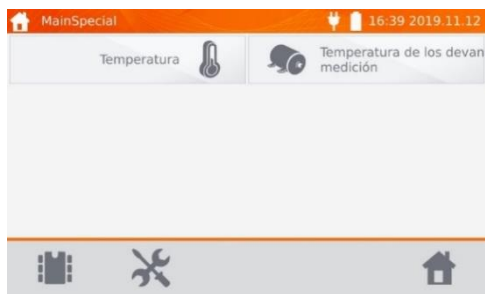 MainSpecial
16:39 2019.11.12
Temperatura
Temperatura de los devan
medición